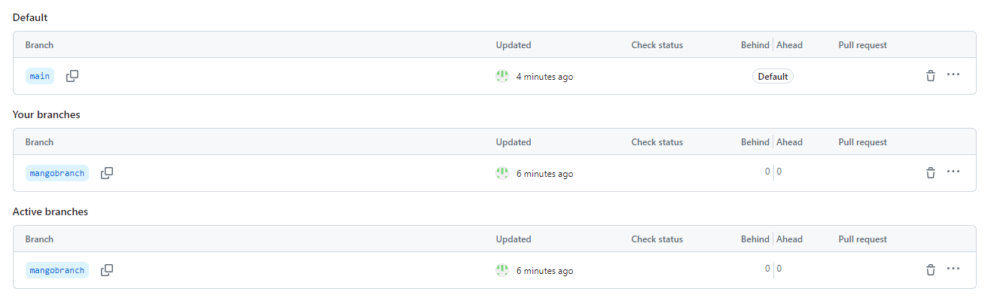 Default
Branch Updated Check status Behind Ahead Pull request
main 4 minutes ago Default
Your branches
Branch Updated Check status Behind Ahead Pull request
mangobranch 6 minutes ago 0 0
Active branches
Branch Updated Check status Behind Ahead Pull request
mangobranch 6 minutes ago 0 0